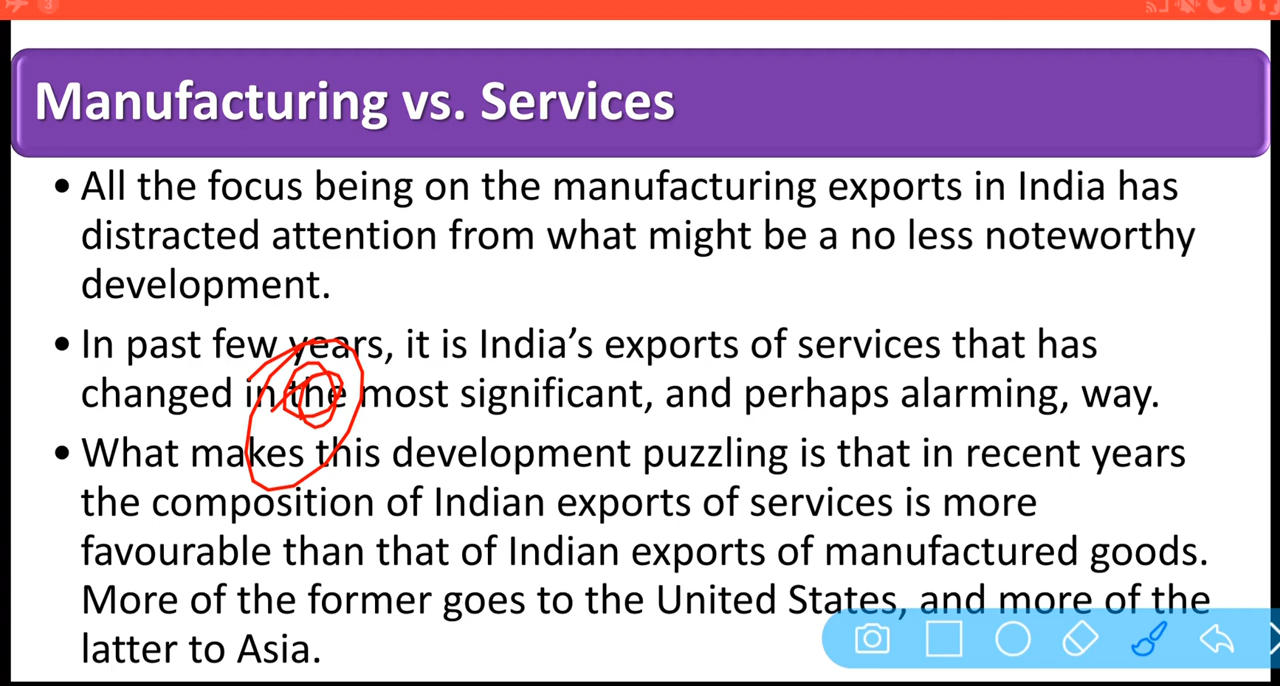 3
Manufacturing vs. Services
• All the focus being on the manufacturing exports in India has
distracted attention from what might be a no less noteworthy
development.
• In past few years, it is India’s exports of services that has
changed in the most significant, and perhaps alarming, way.
• What makes this development puzzling is that in recent years
the composition of Indian exports of services is more
favourable than that of Indian exports of manufactured goods.
More of the former goes to the United States, and more of the
latter to Asia.